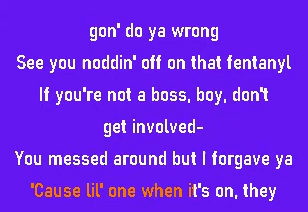 gon' do ya wrong
See you noddin' off on that fentanyl
If you're not a boss, boy, don't
get involved-
You messed around but I forgave ya
'Cause lil' one when it's on, they